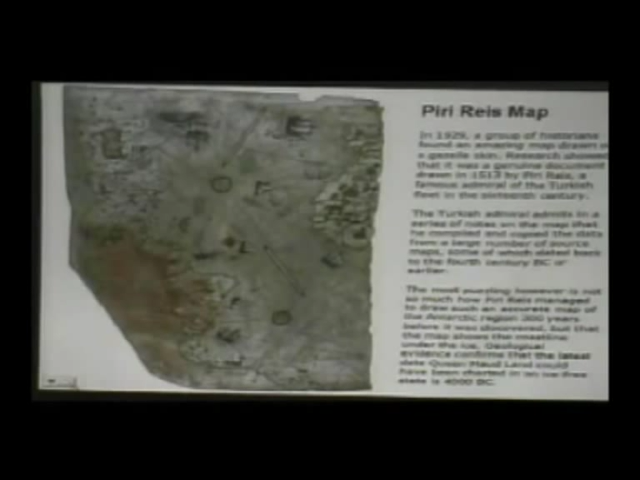 Piri Reis Map
In 1929, a group of historians
found an amazing map drawn o
a gazelle skin. Research showed
that it was a genuine document
drawn in 1513 by Piri Reis, a
famous admiral of the Turkish
fleet in the sixteenth century.
The Turkish admiral admits in a
series of notes on the map that
he compiled and copied the data
from a large number of source
maps, some of which dated back
to the fourth century BC or
earlier.
The most puzzling however is not
so much how Piri Reis managed
to draw such an accurate map of
the Antarctic region 300 years
before it was discovered, but that
the map shows the coastline
under the ice. Geological
evidence confirms that the latest
date Queen Maud Land could
have been charted in an ice-free
state is 4000 BC.